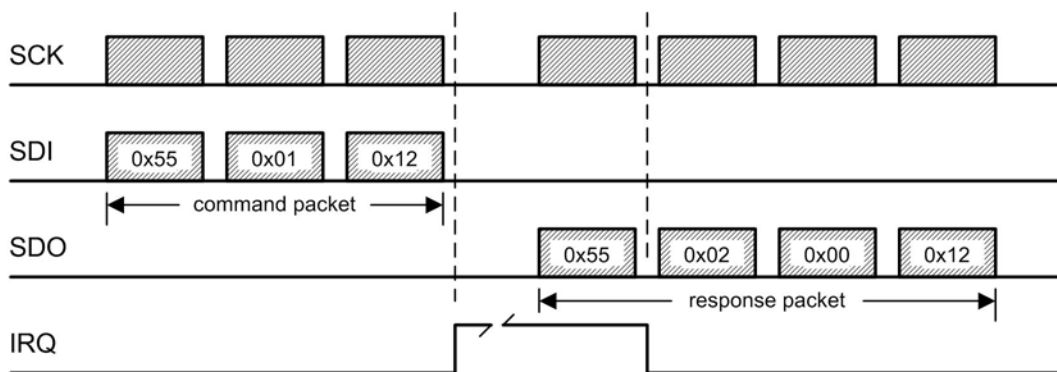 SCK
SDI 0x55 0x01 0x12
command packet
SDO 0x55 0x02 0x00 0x12
response packet
IRQ